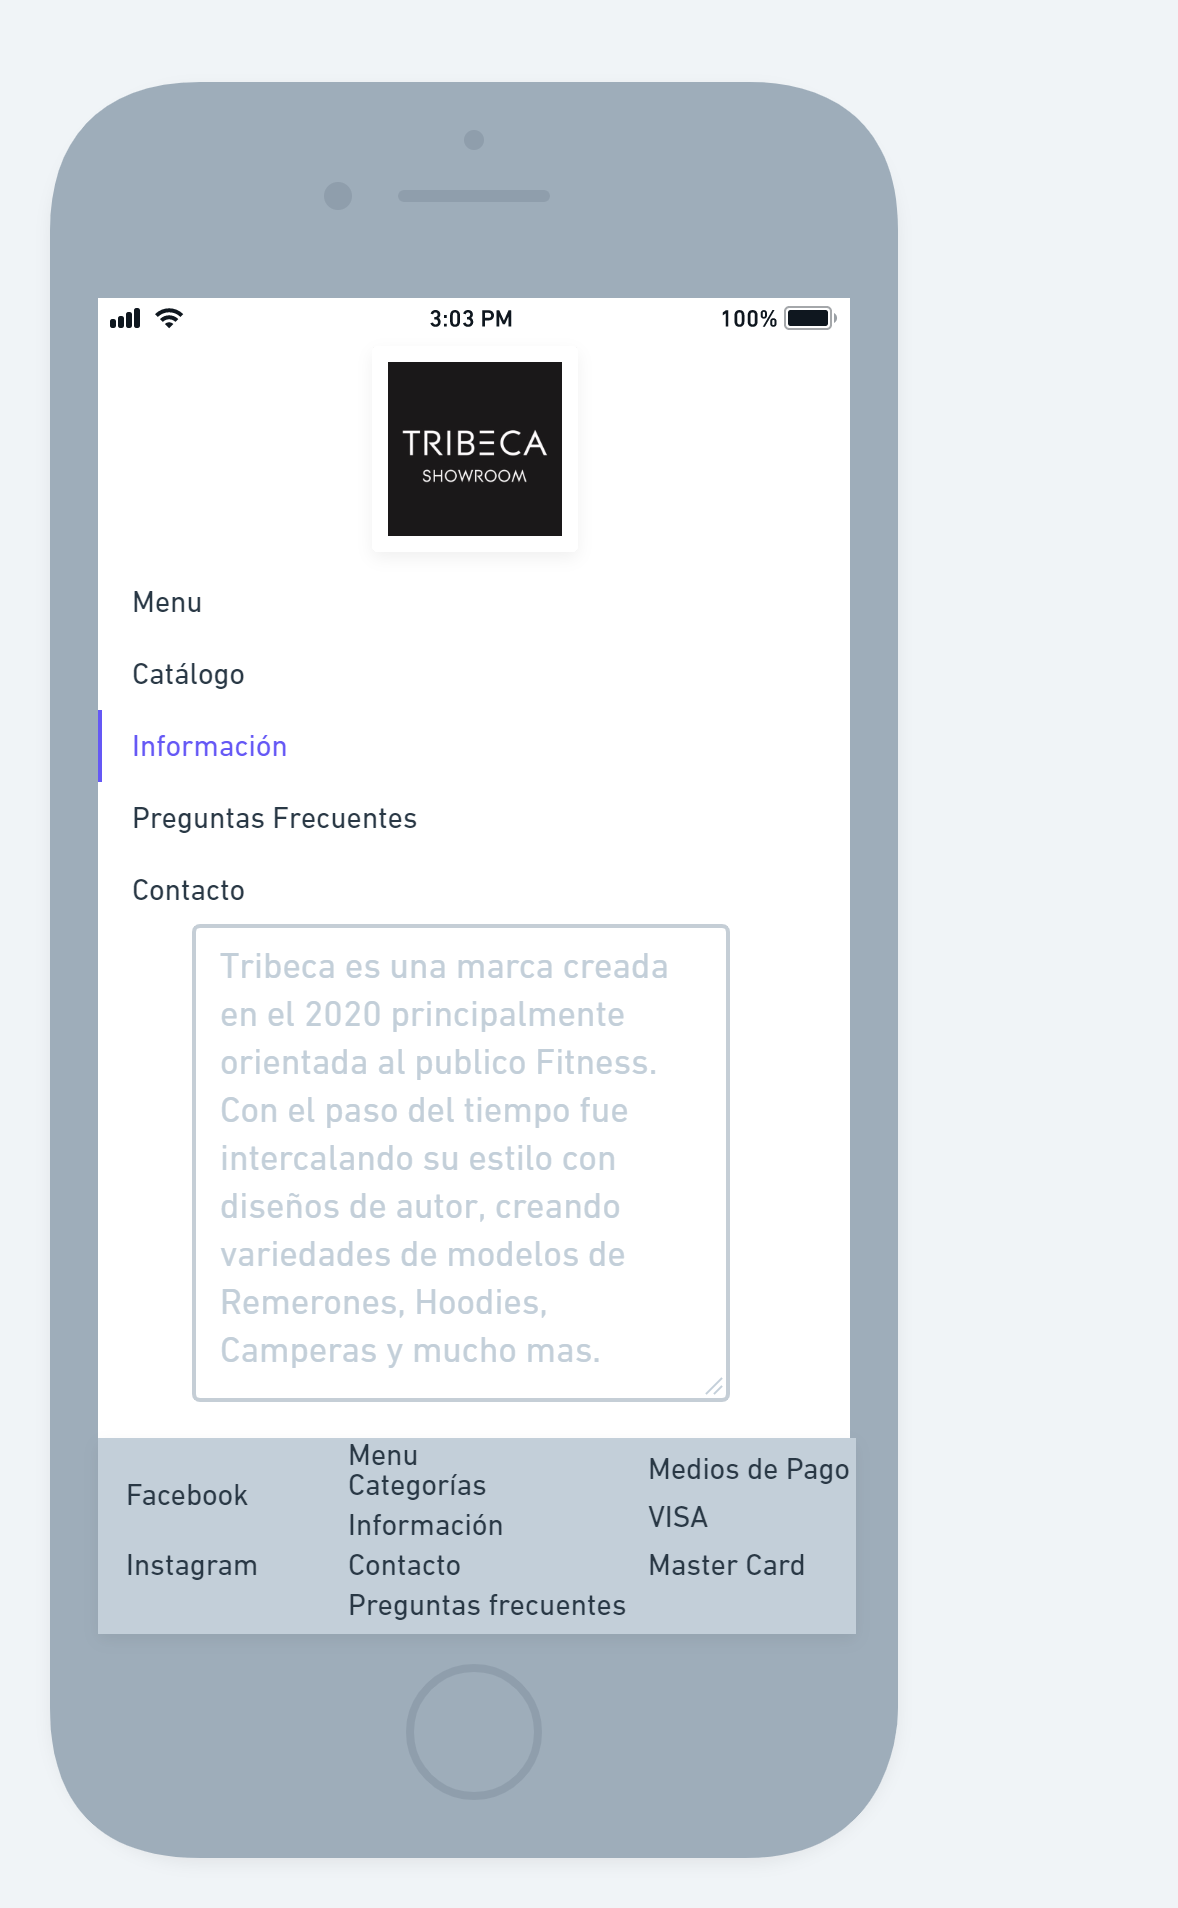 3:03 PM 100%
TRIBECA
SHOWROOM
Menu
Catálogo
Información
Preguntas Frecuentes
Contacto
Tribeca es una marca creada
en el 2020 principalmente
orientada al publico Fitness.
Con el paso del tiempo fue
intercalando su estilo con
diseños de autor, creando
variedades de modelos de
Remerones, Hoodies,
Camperas y mucho mas.
Facebook
Instagram
Menu
Categorías
Información
Contacto
Preguntas frecuentes
Medios de Pago
VISA
Master Card